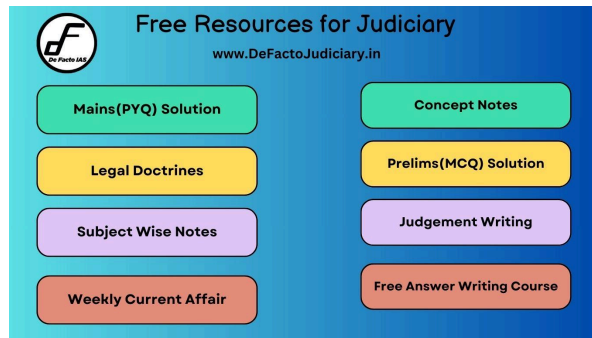 Free Resources for Judiciary
De Facto IAS
www.DeFactoJudiciary.in
Mains(PYQ) Solution
Concept Notes
Legal Doctrines
Prelims(MCQ) Solution
Subject Wise Notes
Judgement Writing
Weekly Current Affair
Free Answer Writing Course